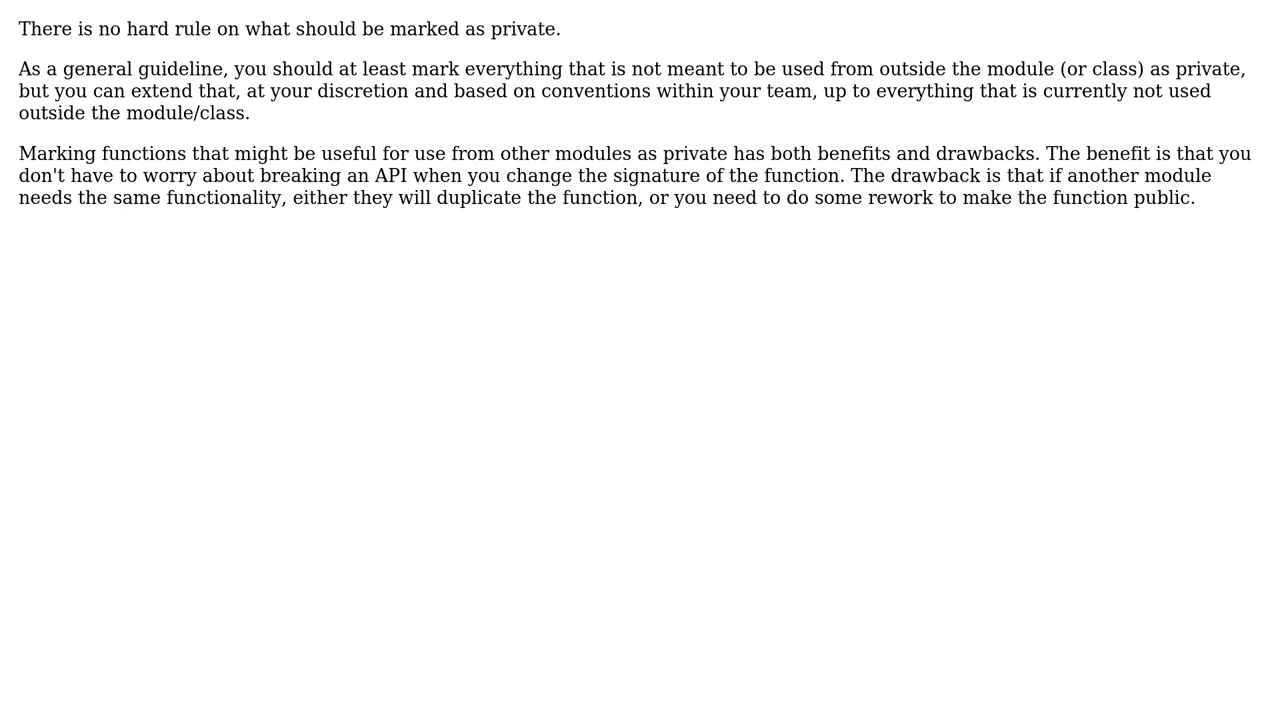 There is no hard rule on what should be marked as private.
As a general guideline, you should at least mark everything that is not meant to be used from outside the module (or class) as private,
but you can extend that, at your discretion and based on conventions within your team, up to everything that is currently not used
outside the module/class.
Marking functions that might be useful for use from other modules as private has both benefits and drawbacks. The benefit is that you
don't have to worry about breaking an API when you change the signature of the function. The drawback is that if another module
needs the same functionality, either they will duplicate the function, or you need to do some rework to make the function public.